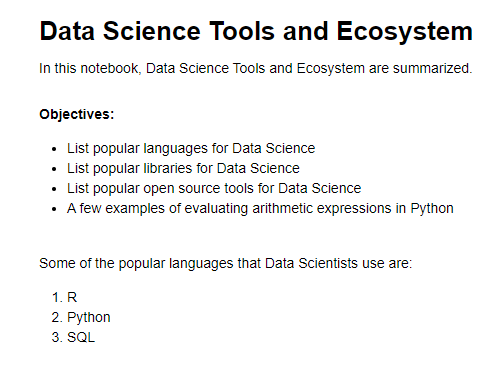 Data Science Tools and Ecosystem
In this notebook, Data Science Tools and Ecosystem are summarized.
Objectives:
• List popular languages for Data Science
• List popular libraries for Data Science
• List popular open source tools for Data Science
• A few examples of evaluating arithmetic expressions in Python
Some of the popular languages that Data Scientists use are:
1. R
2. Python
3. SQL